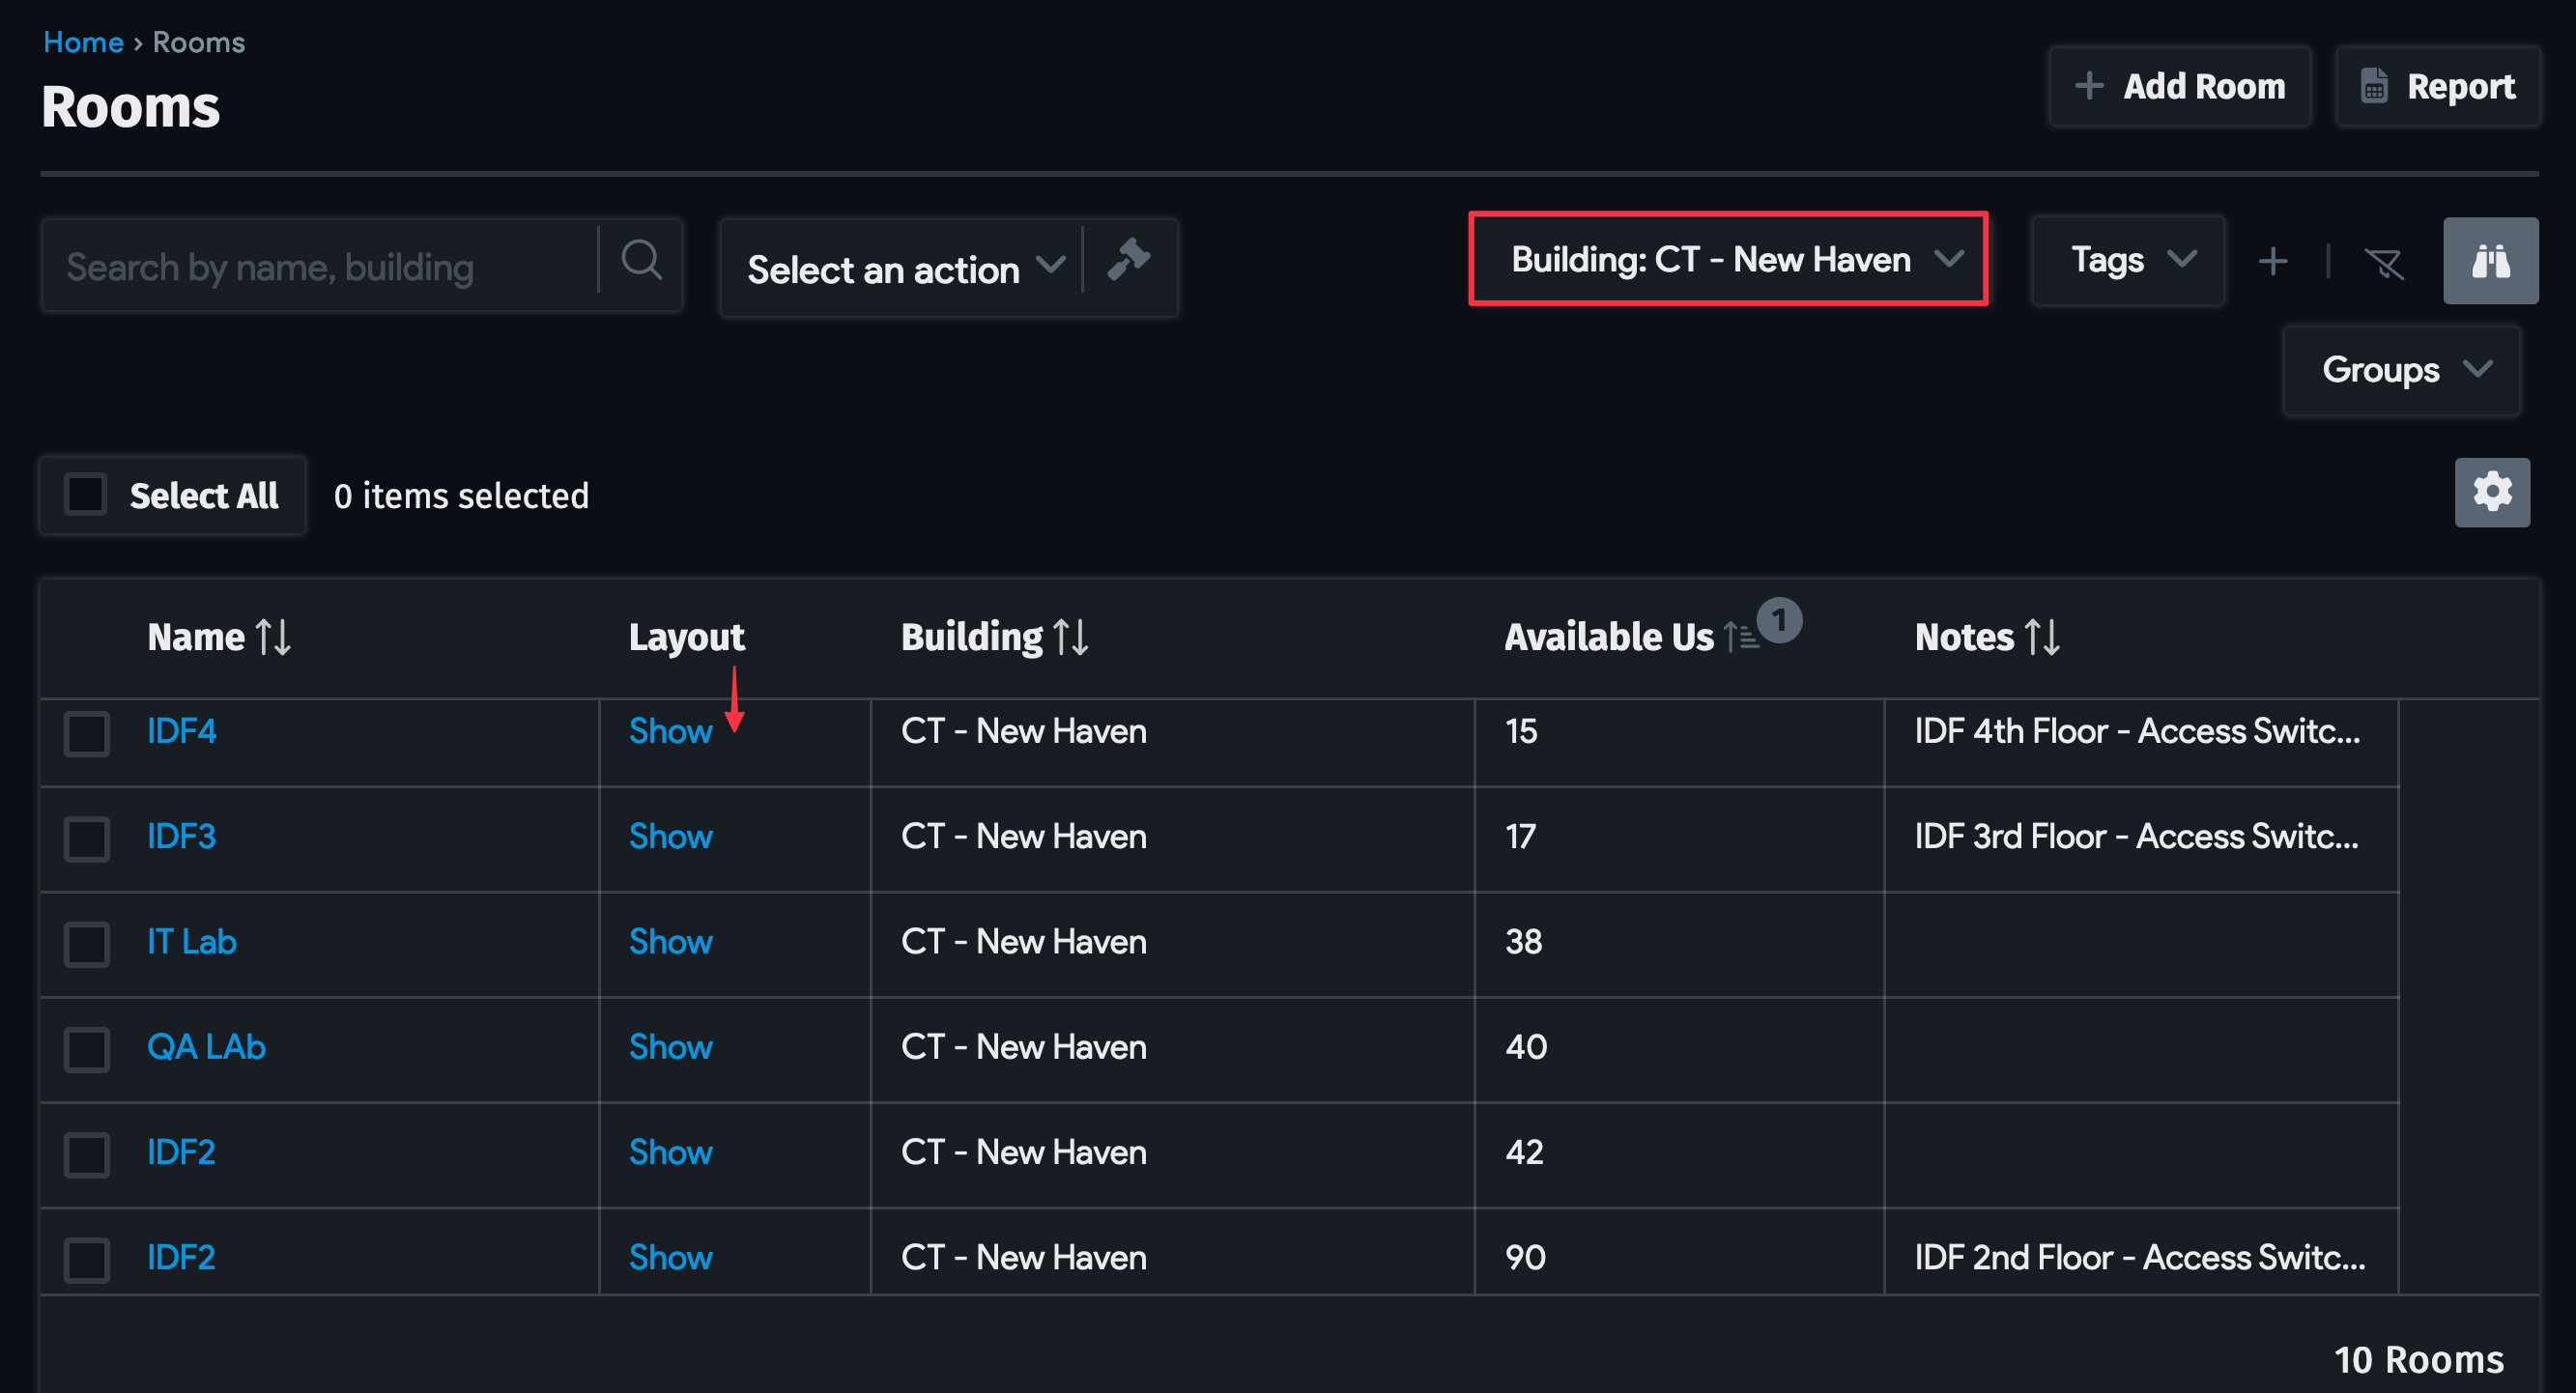 Home › Rooms
Rooms
Add Room
Report
Search by name, building
Select an action
Building: CT - New Haven
Tags
Groups
Select All
0 items selected
Name Layout Building Available Us 1 Notes
IDF4 Show CT - New Haven 15 IDF 4th Floor - Access Switc...
IDF3 Show CT - New Haven 17 IDF 3rd Floor - Access Switc...
IT Lab Show CT - New Haven 38
QA LAb Show CT - New Haven 40
IDF2 Show CT - New Haven 42
IDF2 Show CT - New Haven 90 IDF 2nd Floor - Access Switc...
10 Rooms